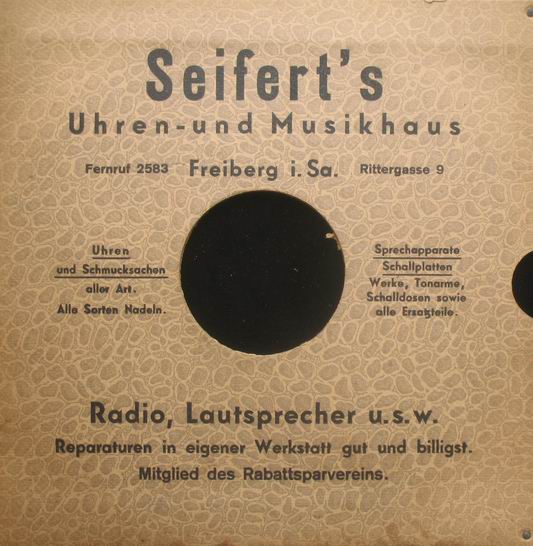 Seifert's
Uhren-und Musikhaus
Fernruf 2583 Freiberg i. Sa. Rittergasse 9
Uhren
und Schmucksachen
aller Art.
Alle Sorten Nadeln.
Sprechapparate
Schallplatten
Werke, Tonarme,
Schalldosen sowie
alle Ersatzteile.
Radio, Lautsprecher u.s.w.
Reparaturen in eigener Werkstatt gut und billigst.
Mitglied des Rabattsparvereins.